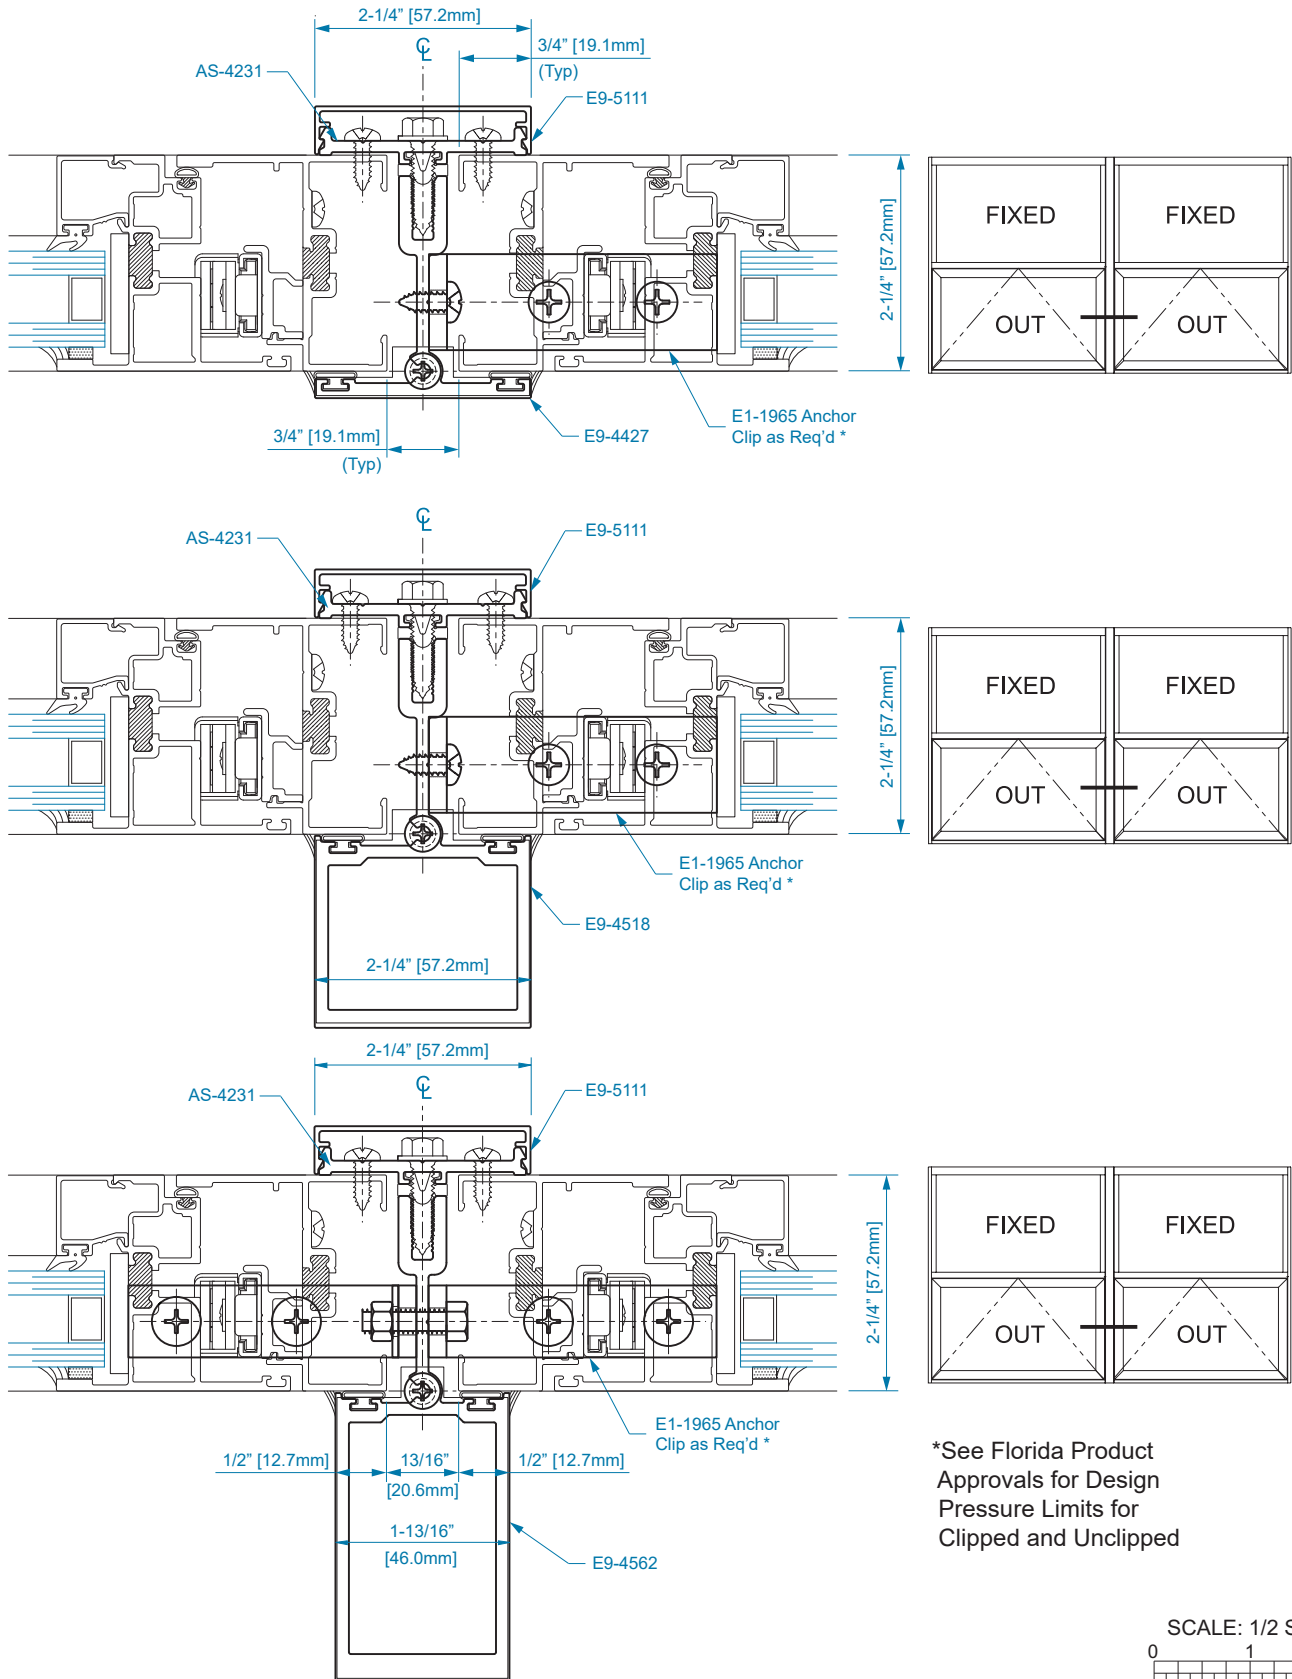 2-1/4” [57.2mm]
℄
3/4” [19.1mm]
(Typ)
AS-4231
E9-5111
2-1/4” [57.2mm]
FIXED FIXED
OUT OUT
E1-1965 Anchor
Clip as Req’d *
E9-4427
3/4” [19.1mm]
(Typ)
℄
AS-4231
E9-5111
2-1/4” [57.2mm]
FIXED FIXED
OUT OUT
E1-1965 Anchor
Clip as Req’d *
E9-4518
2-1/4” [57.2mm]
2-1/4” [57.2mm]
℄
AS-4231
E9-5111
2-1/4” [57.2mm]
FIXED FIXED
OUT OUT
E1-1965 Anchor
Clip as Req’d *
1/2” [12.7mm] 13/16” 1/2” [12.7mm]
[20.6mm]
1-13/16”
[46.0mm]
E9-4562
*See Florida Product
Approvals for Design
Pressure Limits for
Clipped and Unclipped
SCALE: 1/2 S
0 1